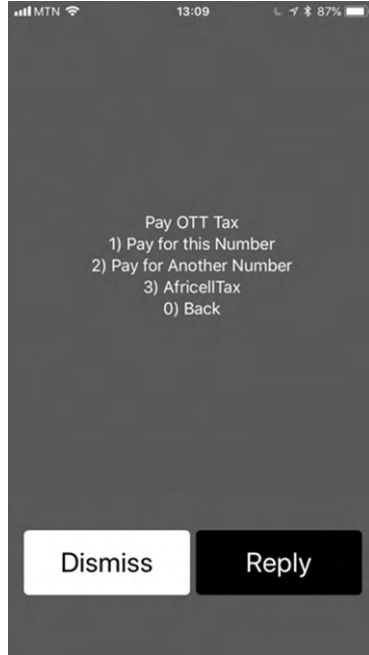 MTN 13:09 87%
Pay OTT Tax
1) Pay for this Number
2) Pay for Another Number
3) AfricellTax
0) Back
Dismiss Reply